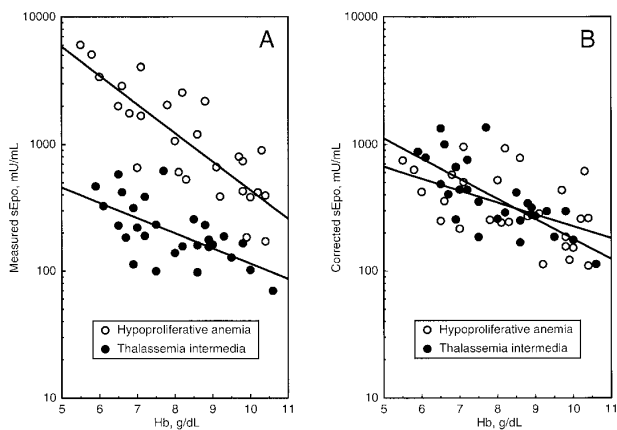 A
B
10000
1000
100
10
Measured sEpo, mU/mL
Hypoproliferative anemia
Thalassemia intermedia
5 6 7 8 9 10 11
Hb, g/dL
10000
1000
100
10
Corrected sEpo, mU/mL
Hypoproliferative anemia
Thalassemia intermedia
5 6 7 8 9 10 11
Hb, g/dL